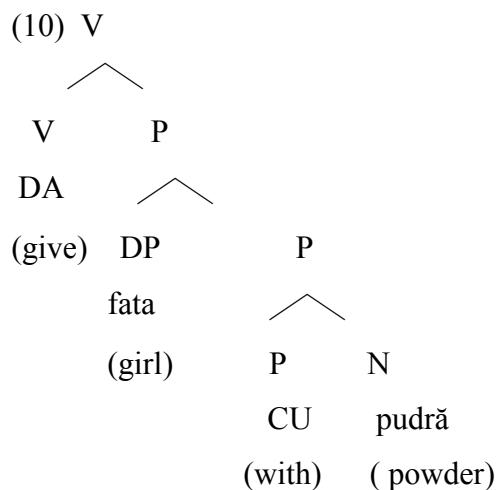 (10) V
V P
DA
(give) DP P
fata
(girl) P N
CU pudră
(with) ( powder)